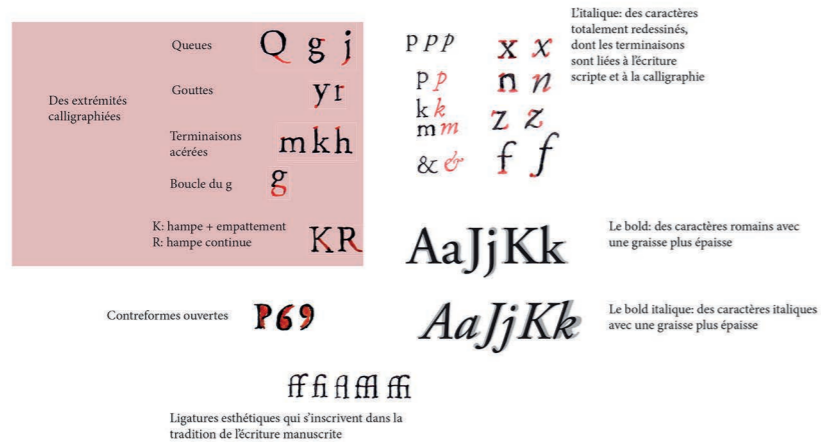 Des extrémités
calligraphiées
Queues
Q g j
Gouttes
y r
Terminaisons
acérées
m k h
Boucle du g
g
K: hampe + empattement
R: hampe continue
K R
Contreformes ouvertes
P 6 9
ff fi fl ffl ffi
Ligatures esthétiques qui s'inscrivent dans la
tradition de l'écriture manuscrite
p p p
p p
k k
m m
& &
x x
n n
z z
f f
L'italique: des caractères
totalement redessinés,
dont les terminaisons
sont liées à l'écriture
scripte et à la calligraphie
AaJjKk
Le bold: des caractères romains avec
une graisse plus épaisse
AaJjKk
Le bold italique: des caractères italiques
avec une graisse plus épaisse